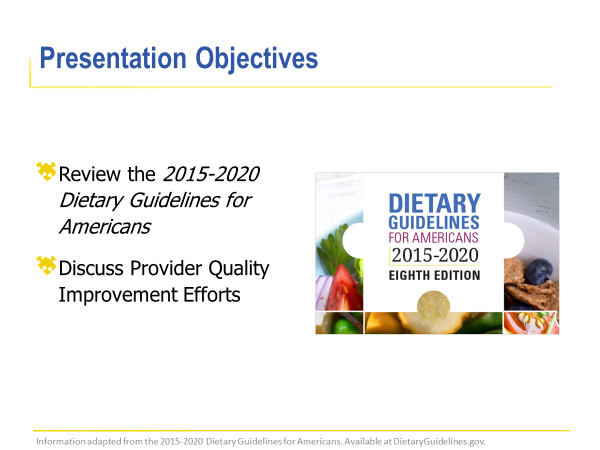 Presentation Objectives
Review the 2015-2020
Dietary Guidelines for
Americans
Discuss Provider Quality
Improvement Efforts
DIETARY
GUIDELINES
FOR AMERICANS
2015-2020
EIGHTH EDITION
Information adapted from the 2015-2020 Dietary Guidelines for Americans. Available at DietaryGuidelines.gov.